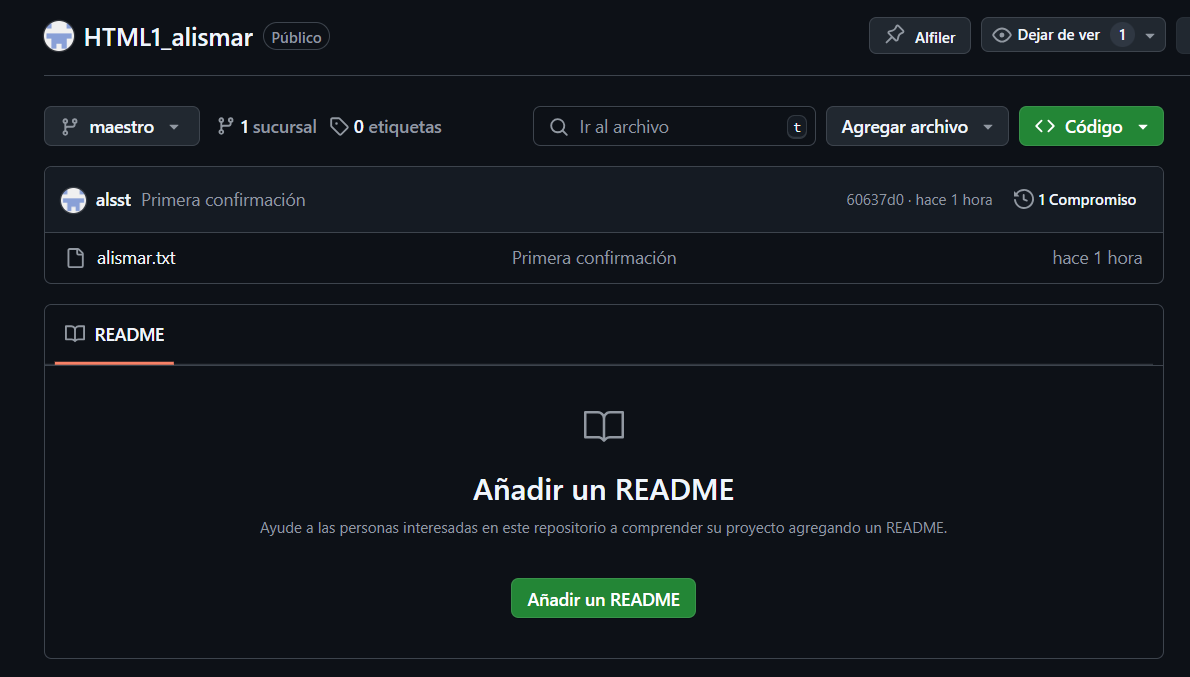 HTML1_alismar Público Alfiler Dejar de ver 1
maestro 1 sucursal 0 etiquetas Ir al archivo t Agregar archivo Código
alsst Primera confirmación 60637d0 · hace 1 hora 1 Compromiso
alismar.txt Primera confirmación hace 1 hora
README
Añadir un README
Ayude a las personas interesadas en este repositorio a comprender su proyecto agregando un README.
Añadir un README